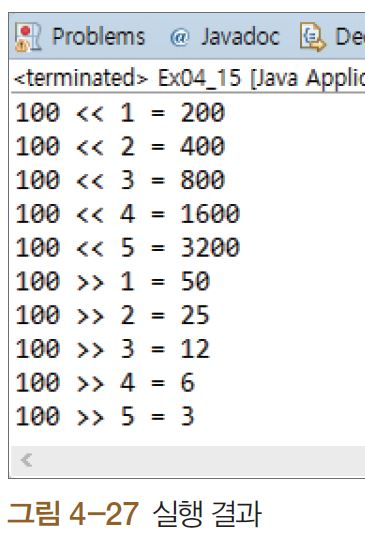 Problems @ Javadoc
<terminated> Ex04_15 [Java
100 << 1 = 200
100 << 2 = 400
100 << 3 = 800
100 << 4 = 1600
100 << 5 = 3200
100 >> 1 = 50
100 >> 2 = 25
100 >> 3 = 12
100 >> 4 = 6
100 >> 5 = 3
그림 4-27 실행 결과